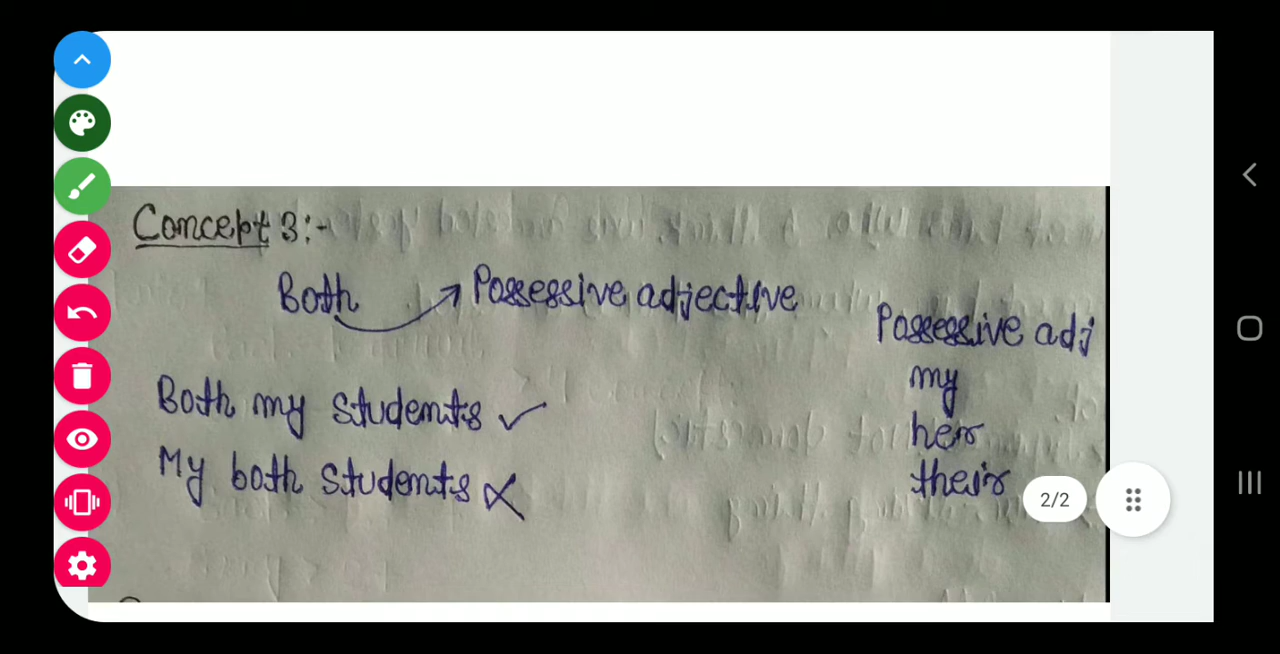 Concept 3:-
Both → Possessive adjective
Possessive adj
my
her
their
Both my students ✓
My both students ✗
2/2